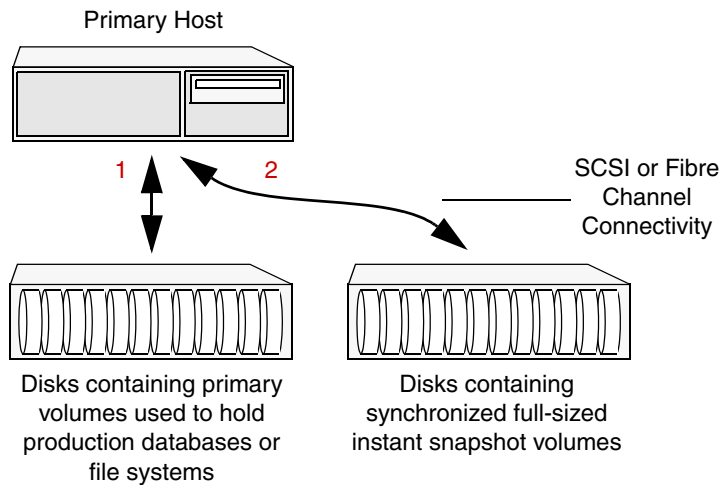 Primary Host
1
2
SCSI or Fibre
Channel
Connectivity
Disks containing primary
volumes used to hold
production databases or
file systems
Disks containing
synchronized full-sized
instant snapshot volumes